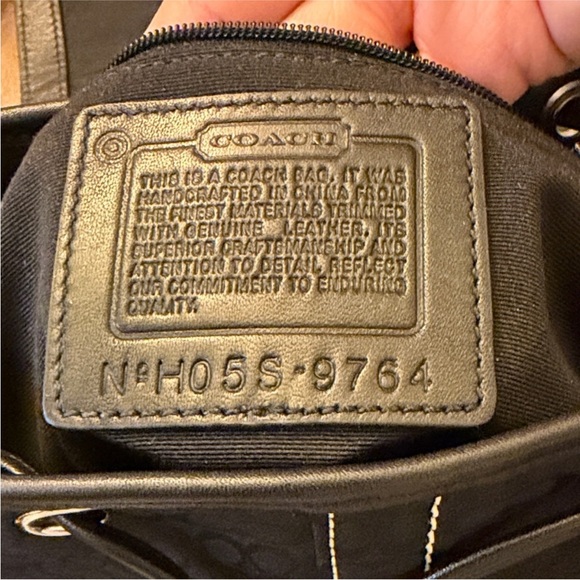 COACH
THIS IS A COACH BAG. IT WAS
HANDCRAFTED IN CHINA FROM
THE FINEST MATERIALS TRIMMED
WITH GENUINE LEATHER. ITS
SUPERIOR CRAFTSMANSHIP AND
ATTENTION TO DETAIL, REFLECT
OUR COMMITMENT TO ENDURING
QUALITY.
Nº H05S-9764